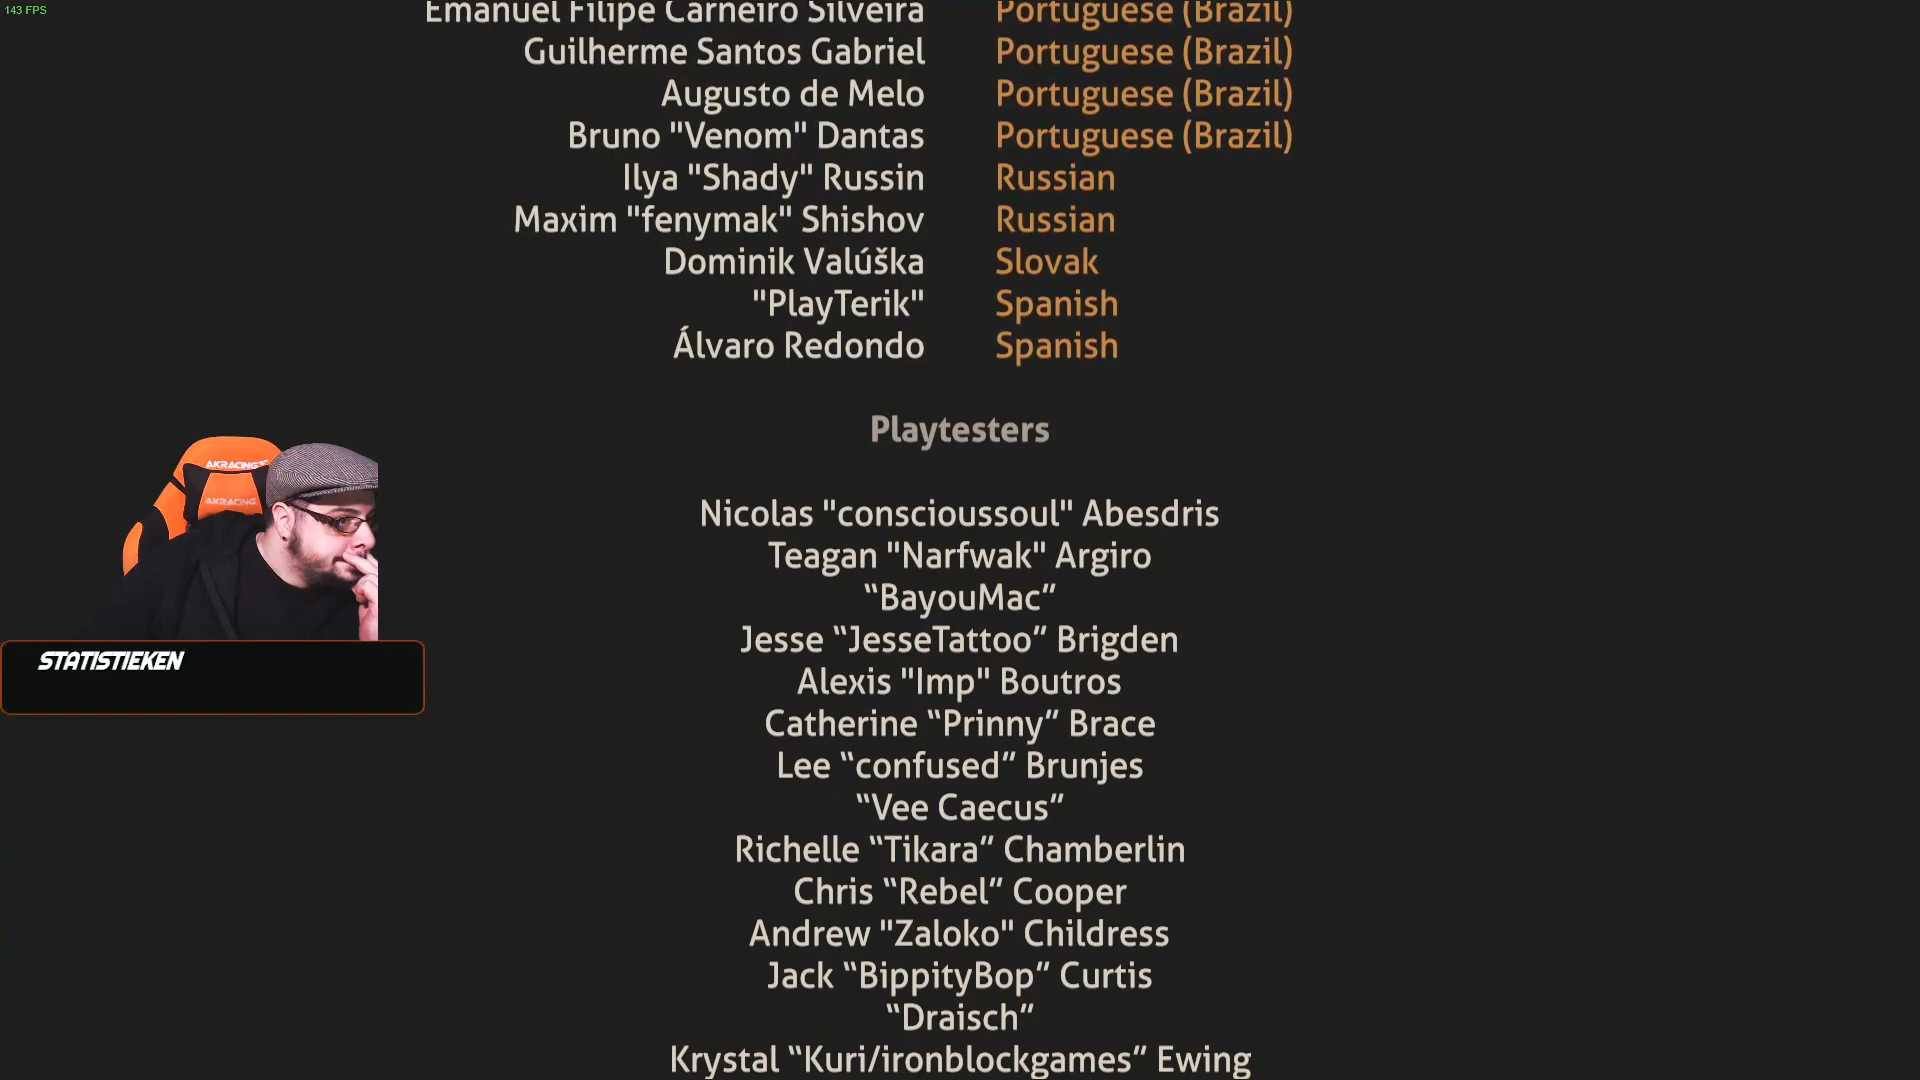 143 FPS
Emanuel Filipe Carneiro Silveira Portuguese (Brazil)
Guilherme Santos Gabriel Portuguese (Brazil)
Augusto de Melo Portuguese (Brazil)
Bruno "Venom" Dantas Portuguese (Brazil)
Ilya "Shady" Russin Russian
Maxim "fenymak" Shishov Russian
Dominik Valúška Slovak
"PlayTerik" Spanish
Álvaro Redondo Spanish
Playtesters
Nicolas "conscioussoul" Abesdris
Teagan "Narfwak" Argiro
“BayouMac”
Jesse “JesseTattoo” Brigden
Alexis "Imp" Boutros
Catherine “Prinny” Brace
Lee “confused” Brunjes
“Vee Caecus”
Richelle “Tikara” Chamberlin
Chris “Rebel” Cooper
Andrew "Zaloko" Childress
Jack “BippityBop” Curtis
“Draisch”
Krystal “Kuri/ironblockgames” Ewing
AKRACING
AKRACING
STATISTIEKEN